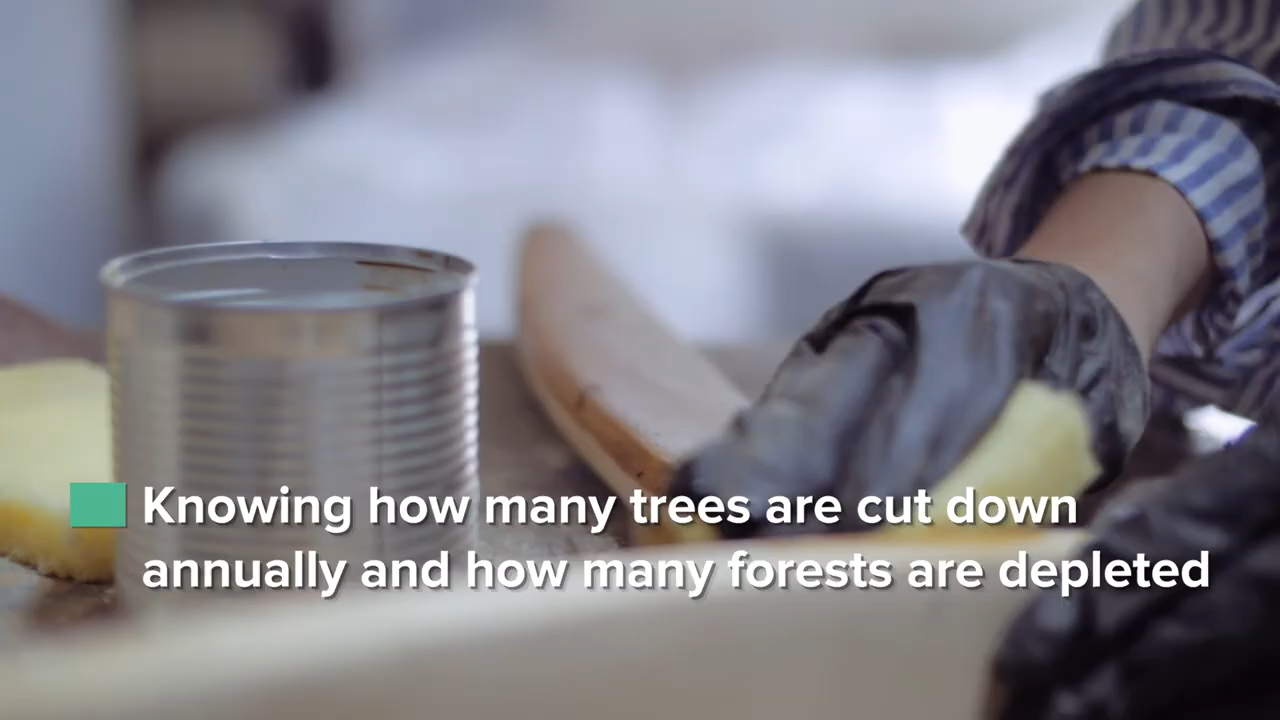 Knowing how many trees are cut down
annually and how many forests are depleted